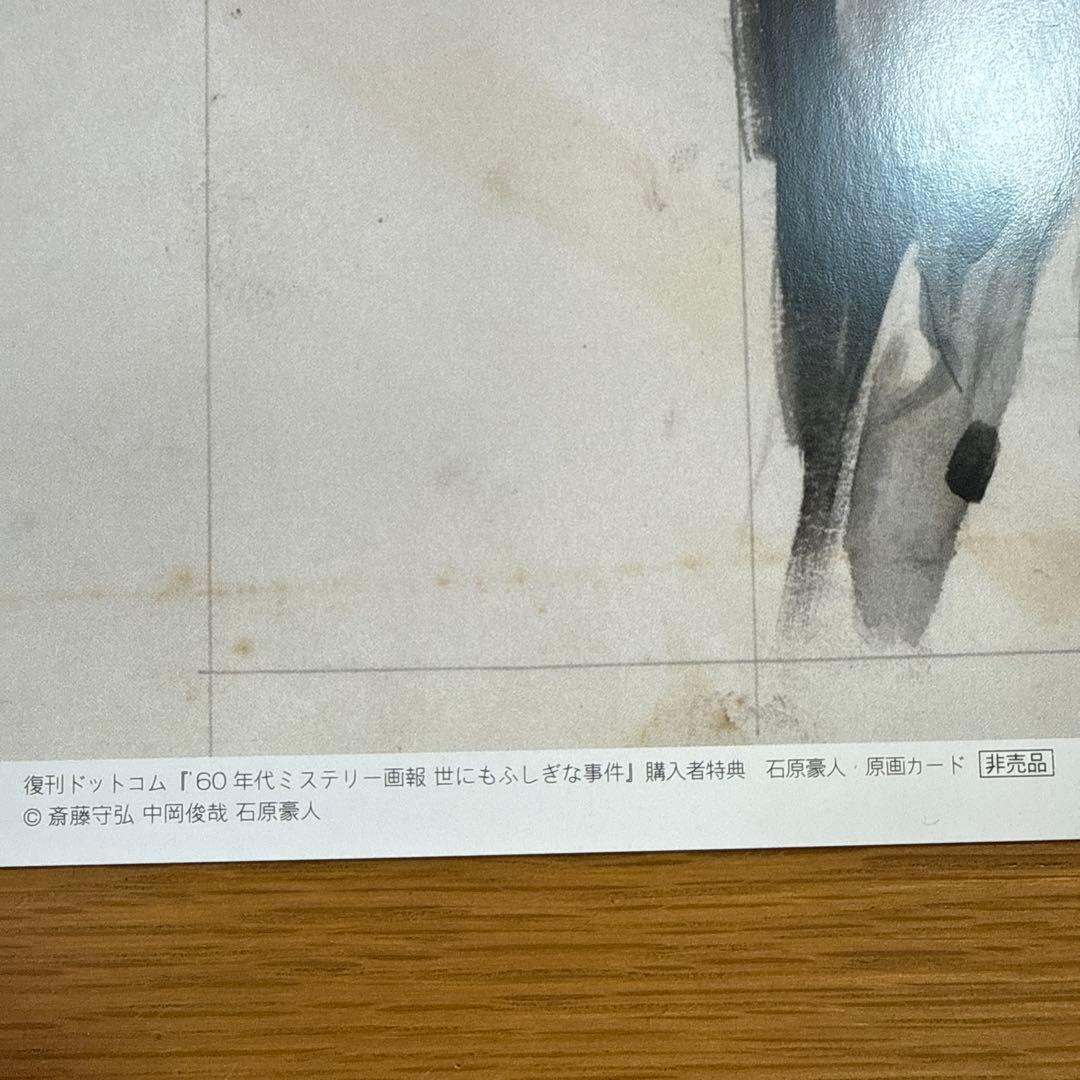 復刊ドットコム『'60年代ミステリー画報 世にもふしぎな事件』購入者特典 石原豪人・原画カード 非売品
© 斎藤守弘 中岡俊哉 石原豪人